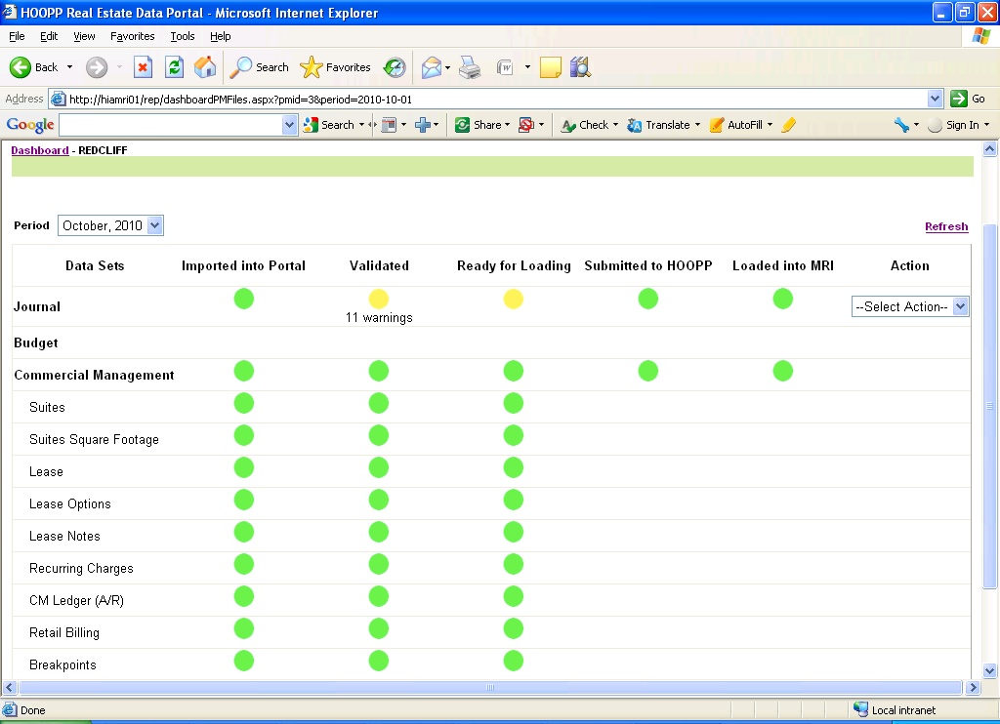 HOOPP Real Estate Data Portal - Microsoft Internet Explorer
File Edit View Favorites Tools Help
Back Search Favorites
Address http://hiamri01/rep/dashboardPMFiles.aspx?pmid=3&period=2010-10-01 Go
Google Search Share Check Translate AutoFill Sign In
Dashboard - REDCLIFF
Period October, 2010 Refresh
Data Sets Imported into Portal Validated Ready for Loading Submitted to HOOPP Loaded into MRI Action
Journal --Select Action--
11 warnings
Budget
Commercial Management
Suites
Suites Square Footage
Lease
Lease Options
Lease Notes
Recurring Charges
CM Ledger (A/R)
Retail Billing
Breakpoints
Done Local intranet